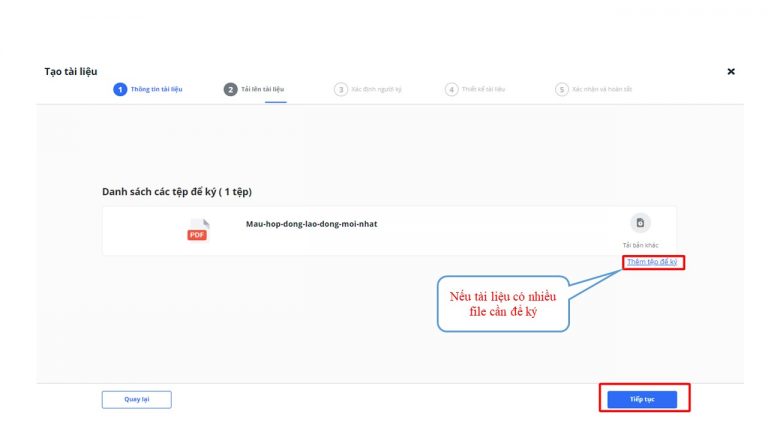 Tạo tài liệu
1 Thông tin tài liệu
2 Tải lên tài liệu
3 Xác định người ký
4 Thiết kế tài liệu
5 Xác nhận và hoàn tất
Danh sách các tệp để ký ( 1 tệp)
PDF
Mau-hop-dong-lao-dong-moi-nhat
Tải bản khác
Thêm tệp để ký
Nếu tài liệu có nhiều
file cần để ký
Quay lại
Tiếp tục